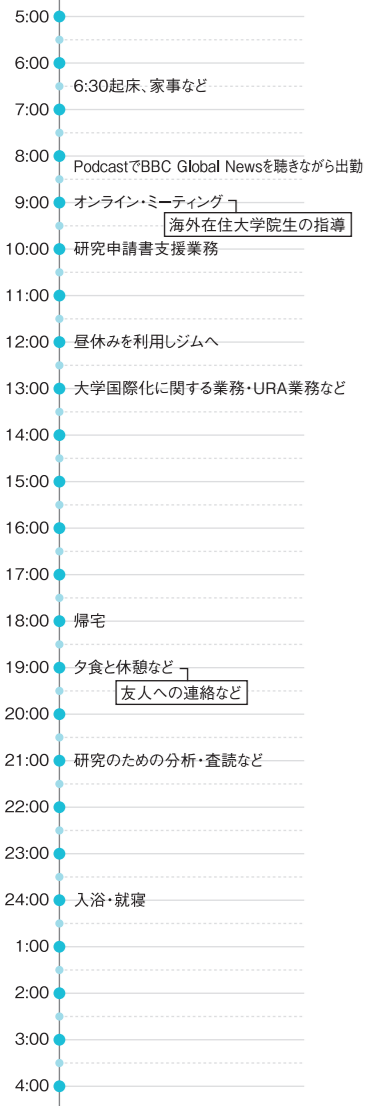 5:00
6:00
6:30起床、家事など
7:00
8:00
PodcastでBBC Global Newsを聴きながら出勤
9:00 オンライン・ミーティング
海外在住大学院生の指導
10:00 研究申請書支援業務
11:00
12:00 昼休みを利用しジムへ
13:00 大学国際化に関する業務・URA業務など
14:00
15:00
16:00
17:00
18:00 帰宅
19:00 夕食と休憩など
友人への連絡など
20:00
21:00 研究のための分析・査読など
22:00
23:00
24:00 入浴・就寝
1:00
2:00
3:00
4:00